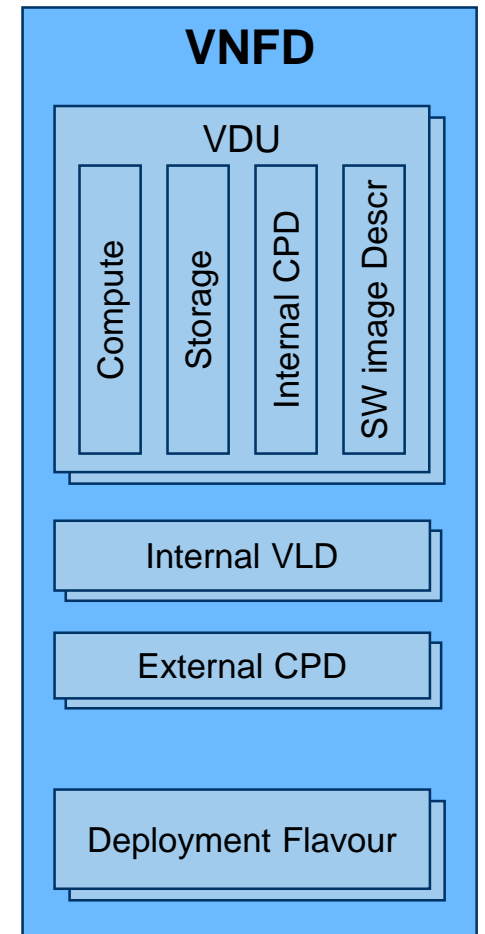 VNFD
VDU
Compute
Storage
Internal CPD
SW image Descr
Internal VLD
External CPD
Deployment Flavour